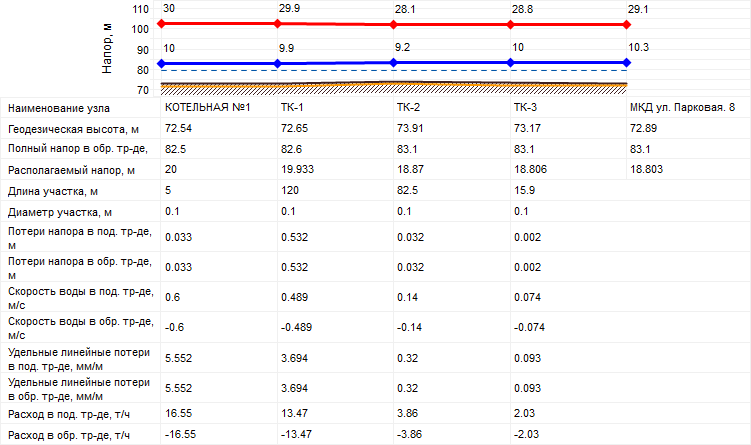 110
30 29.9 28.1 28.8 29.1
100
90
10 9.9 9.2 10 10.3
80
70
Напор, м
Наименование узла КОТЕЛЬНАЯ №1 ТК-1 ТК-2 ТК-3 МКД ул. Парковая. 8
Геодезическая высота, м 72.54 72.65 73.91 73.17 72.89
Полный напор в обр. тр-де, 82.5 82.6 83.1 83.1 83.1
Располагаемый напор, м 20 19.933 18.87 18.806 18.803
Длина участка, м 5 120 82.5 15.9
Диаметр участка, м 0.1 0.1 0.1 0.1
Потери напора в под. тр-де,
м 0.033 0.532 0.032 0.002
Потери напора в обр. тр-де,
м 0.033 0.532 0.032 0.002
Скорость воды в под. тр-де,
м/с 0.6 0.489 0.14 0.074
Скорость воды в обр. тр-де,
м/с -0.6 -0.489 -0.14 -0.074
Удельные линейные потери
в под. тр-де, мм/м 5.552 3.694 0.32 0.093
Удельные линейные потери
в обр. тр-де, мм/м 5.552 3.694 0.32 0.093
Расход в под. тр-де, т/ч 16.55 13.47 3.86 2.03
Расход в обр. тр-де, т/ч -16.55 -13.47 -3.86 -2.03